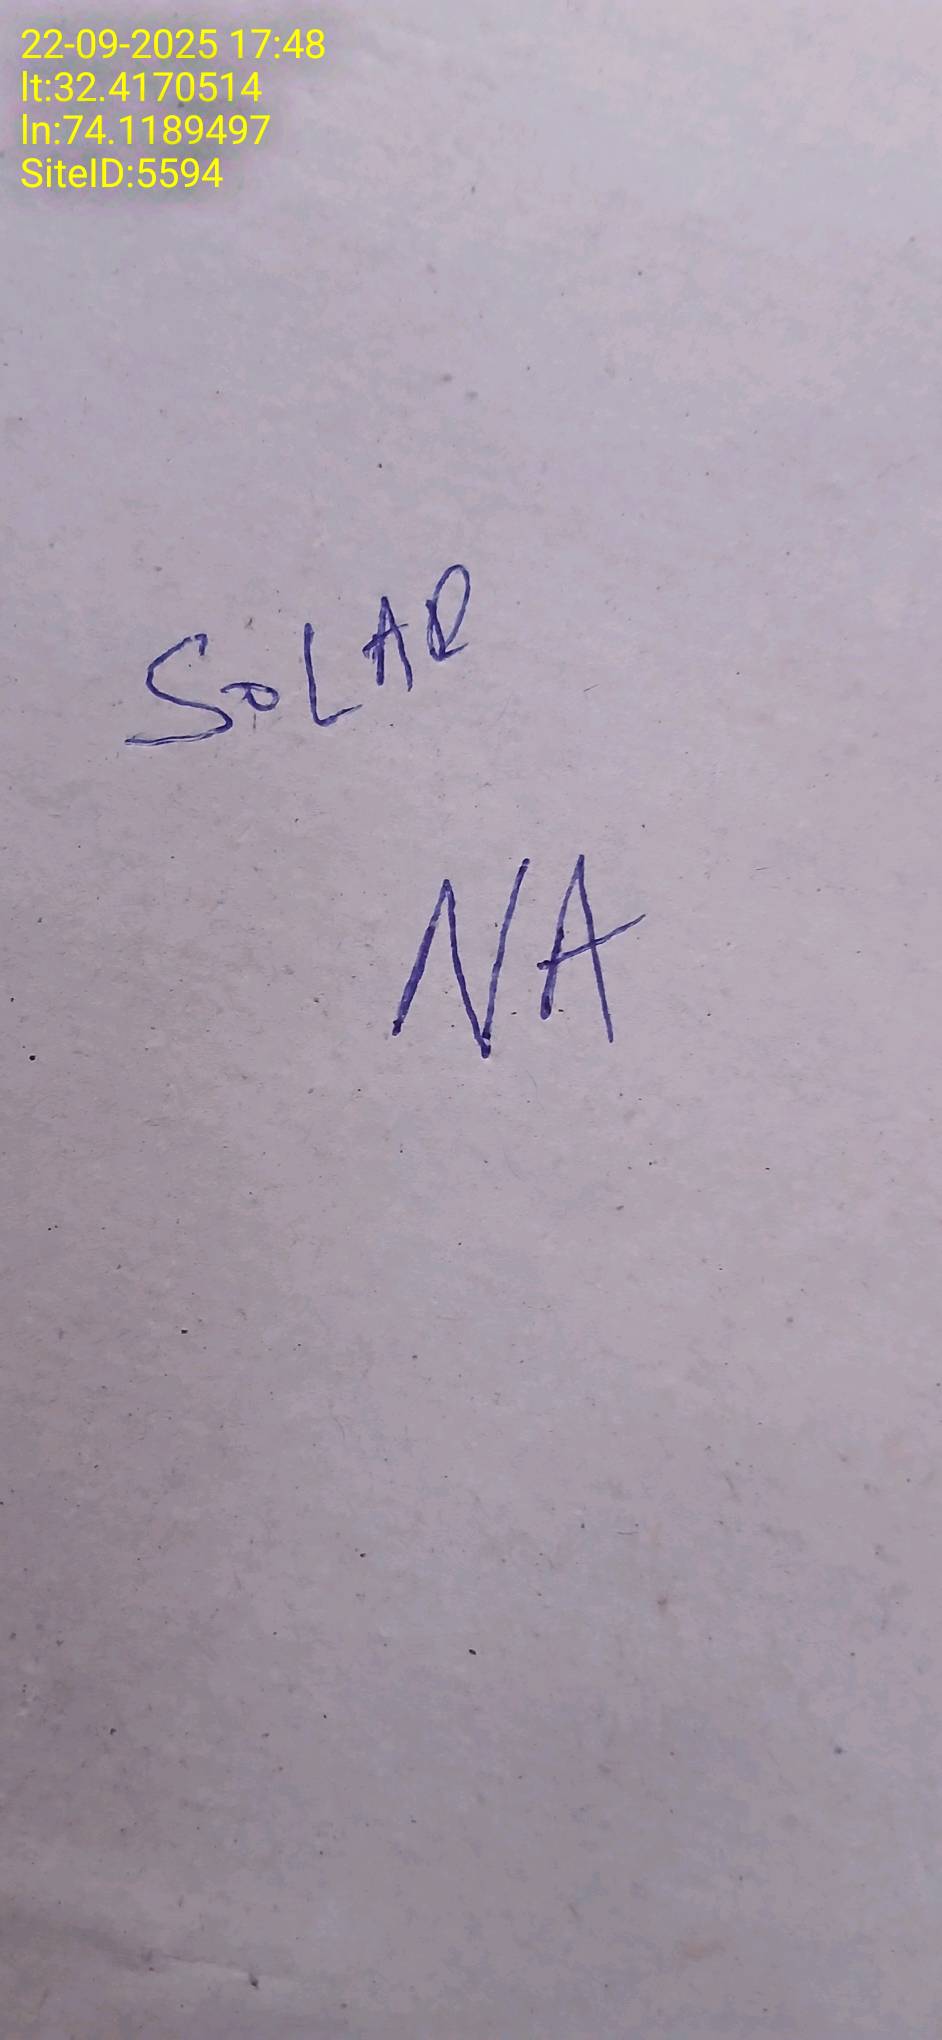 22-09-2025 17:48
lt:32.4170514
ln:74.1189497
SiteID:5594
SOLAR
NA